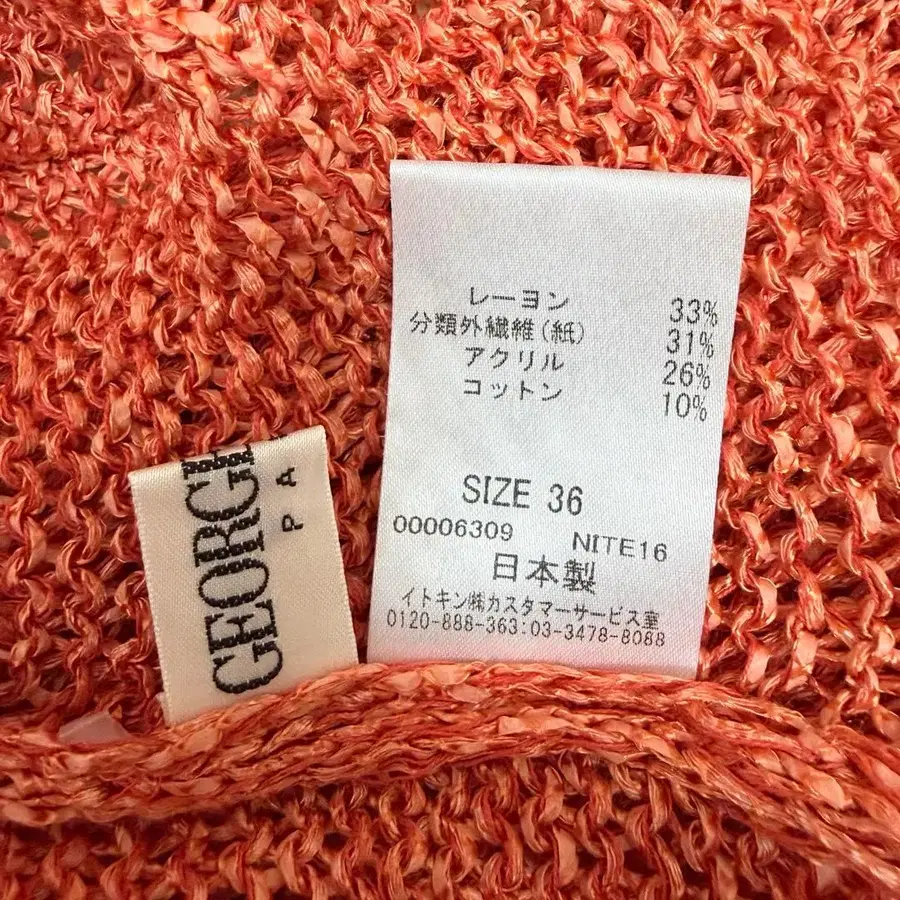 レーヨン 33%
分類外繊維(紙) 31%
アクリル 26%
コットン 10%
SIZE 36
00006309 NITE16
日本製
イトキン㈱カスタマーサービス室
0120-888-363:03-3478-8088
GEORGE
P A